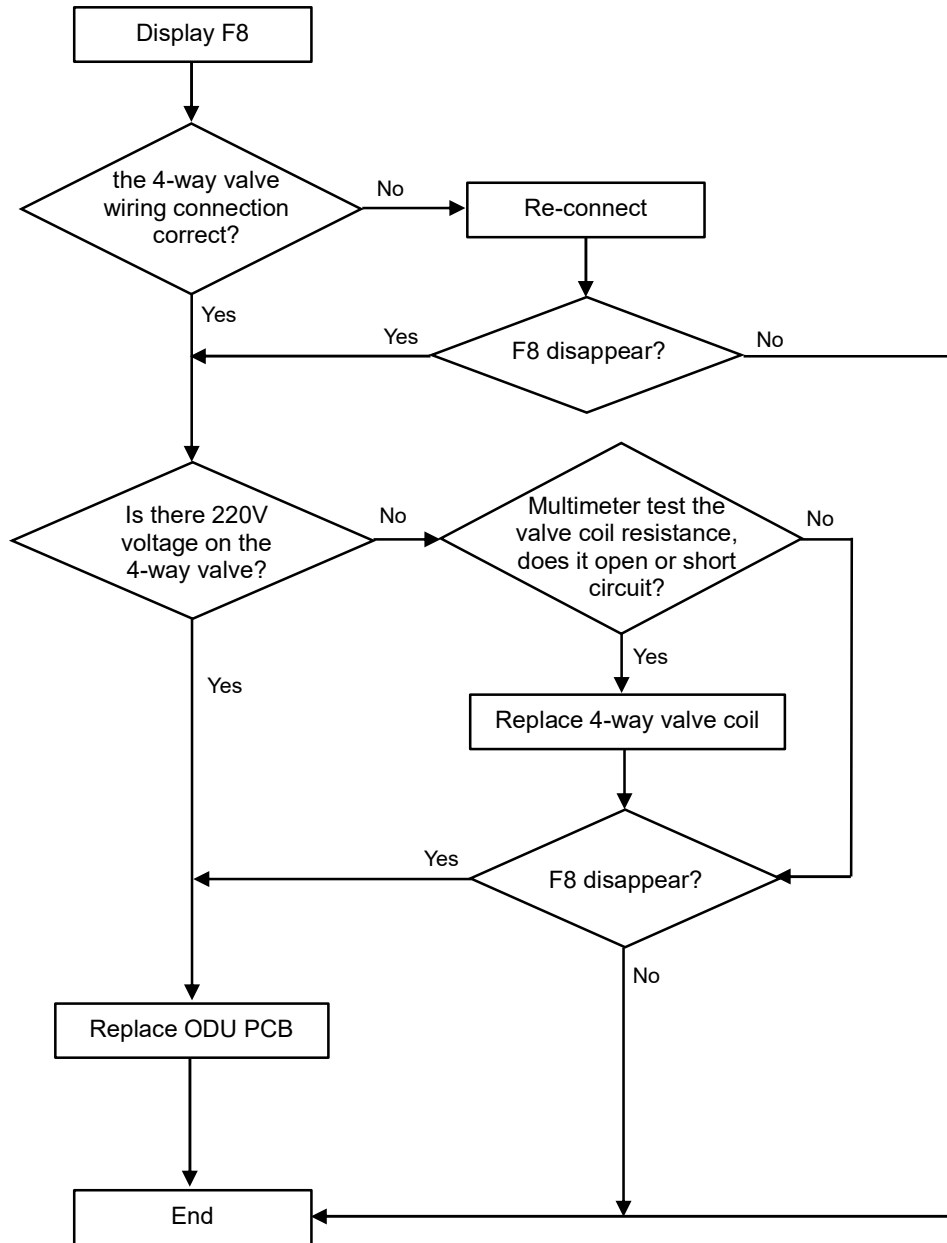 Display F8
the 4-way valve
wiring connection
correct?
No
Re-connect
Yes
Yes
F8 disappear?
No
Is there 220V
voltage on the
4-way valve?
No
Multimeter test the
valve coil resistance,
does it open or short
circuit?
No
Yes
Yes
Replace 4-way valve coil
Yes
F8 disappear?
No
Replace ODU PCB
End